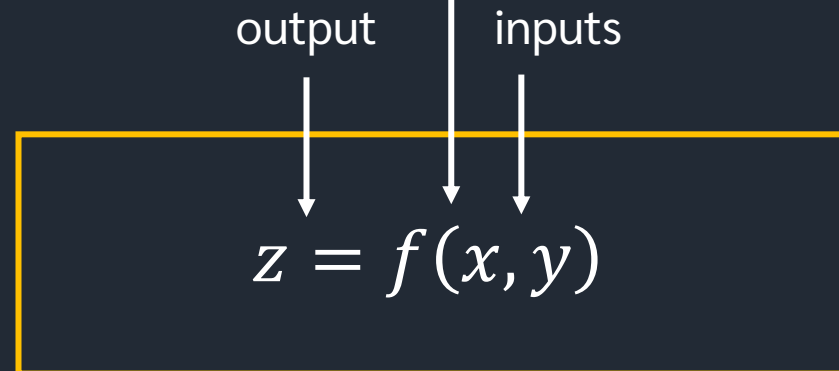 output inputs
z = f(x, y)